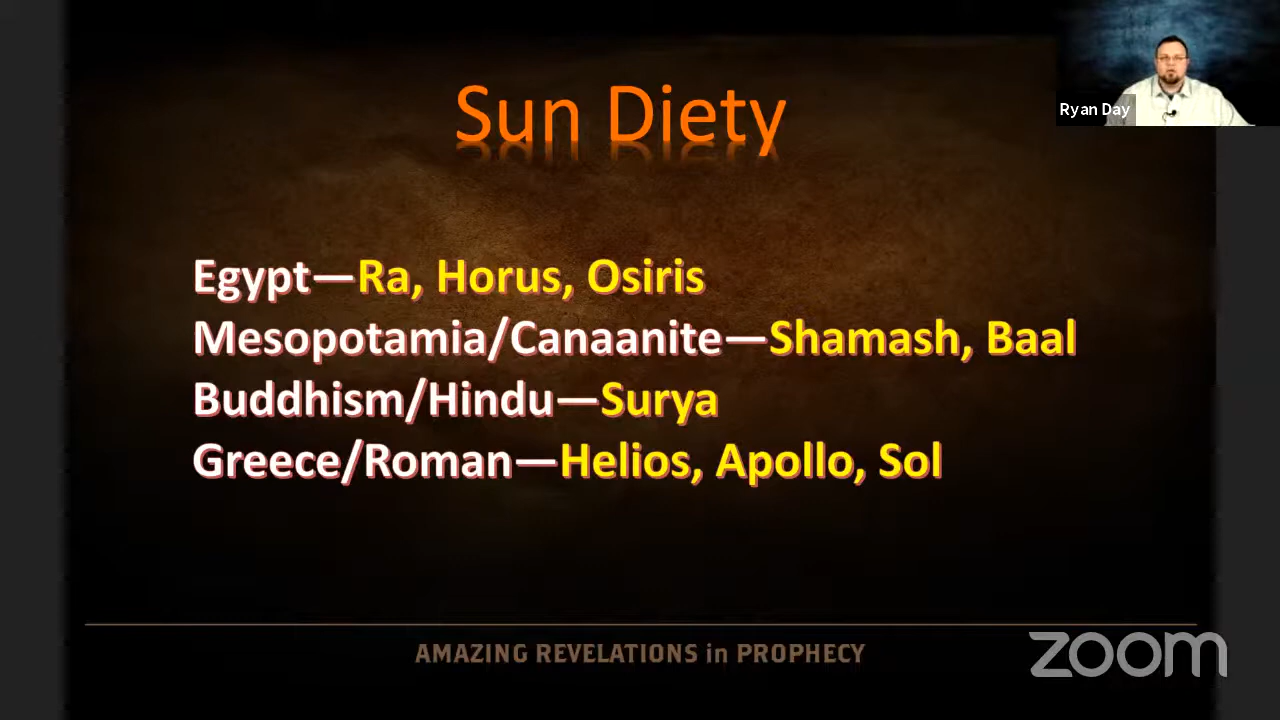 Sun Diety
Ryan Day
Egypt—Ra, Horus, Osiris
Mesopotamia/Canaanite—Shamash, Baal
Buddhism/Hindu—Surya
Greece/Roman—Helios, Apollo, Sol
AMAZING REVELATIONS in PROPHECY
zoom